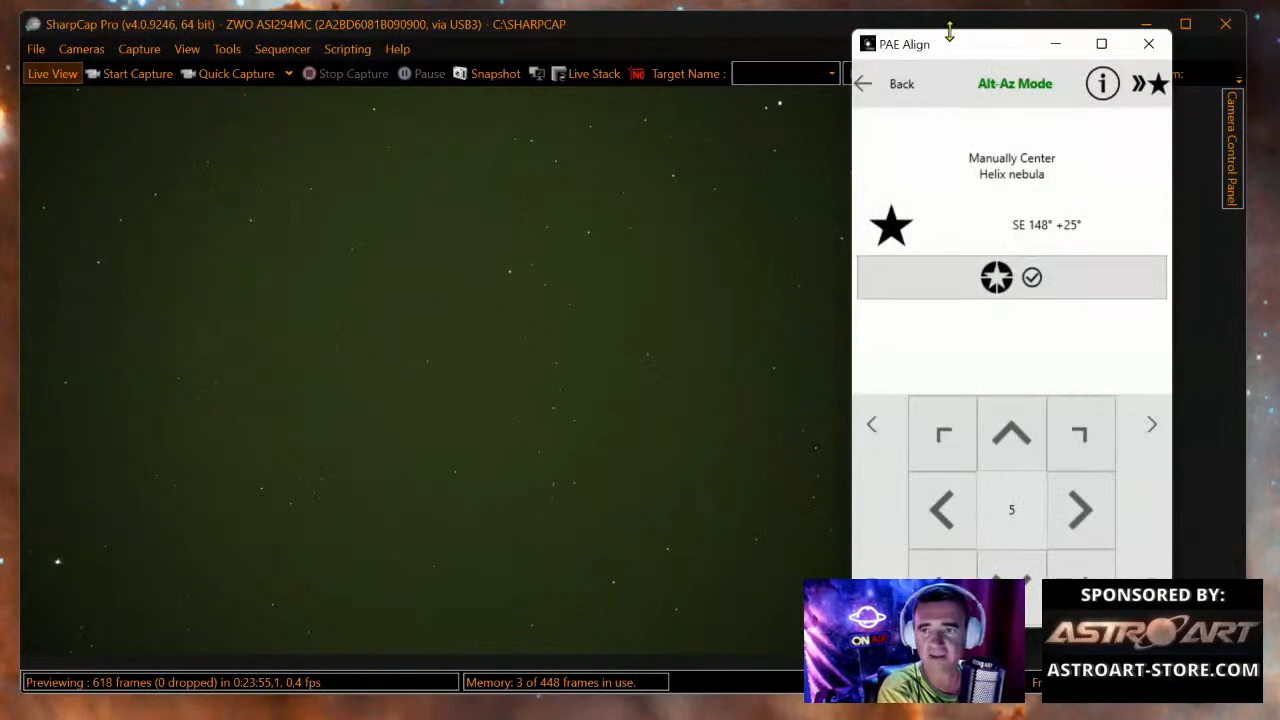 SharpCap Pro (v4.0.9246, 64 bit) - ZWO ASI294MC (2A2BD6081B090900, via USB3) - C:\SHARPCAP
File Cameras Capture View Tools Sequencer Scripting Help
Live View Start Capture Quick Capture Stop Capture Pause Snapshot Live Stack Target Name :
Camera Control Panel
PAE Align
Back Alt-Az Mode
Manually Center
Helix nebula
SE 148° +25°
5
ON AIR
SPONSORED BY:
ASTROART
ASTROART-STORE.COM
Previewing : 618 frames (0 dropped) in 0:23:55,1, 0,4 fps
Memory: 3 of 448 frames in use.